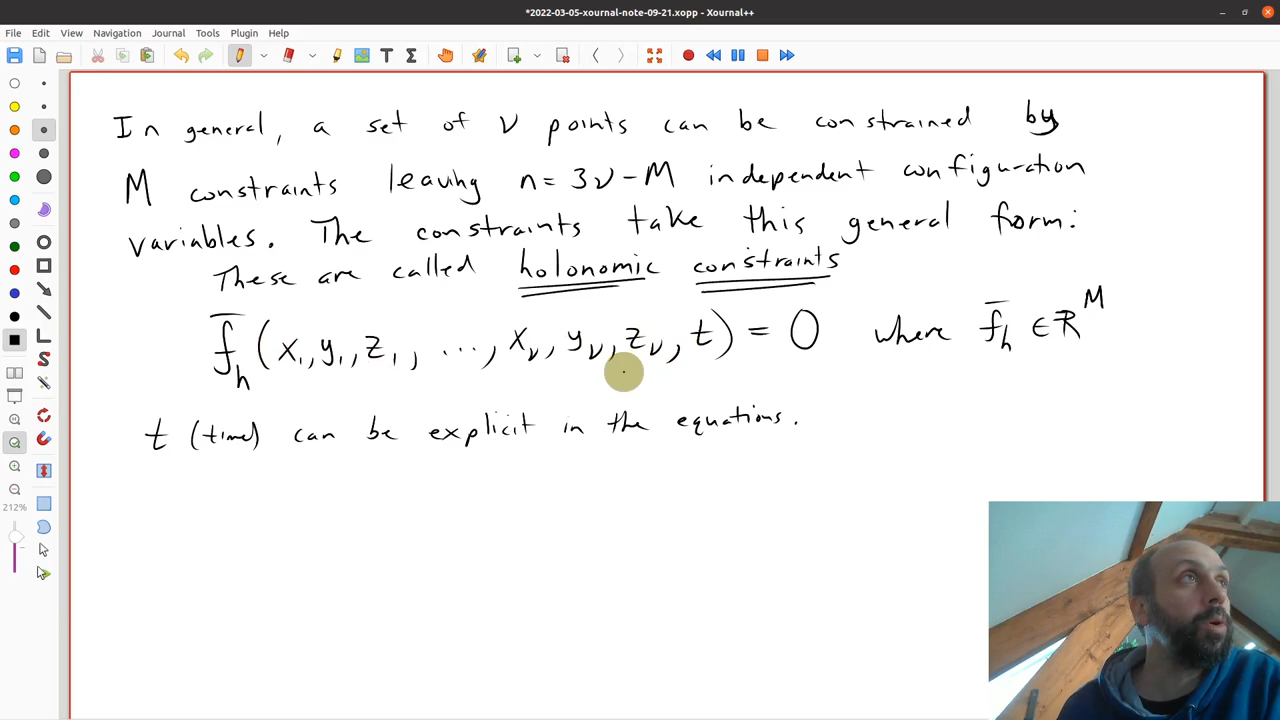 *2022-03-05-xournal-note-09-21.xopp - Xournal++
File Edit View Navigation Journal Tools Plugin Help
In general, a set of ν points can be constrained by
M constraints leaving n = 3ν - M independent configuration
variables. The constraints take this general form:
These are called holonomic constraints
f̄ₕ(x₁, y₁, z₁, ..., xᵥ, yᵥ, zᵥ, t) = 0 where f̄ₕ ∈ ℝᴹ
t (time) can be explicit in the equations.
212%